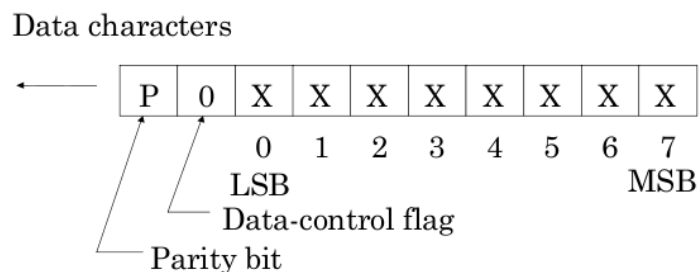 Data characters
P 0 X X X X X X X X
0 1 2 3 4 5 6 7
LSB MSB
Data-control flag
Parity bit